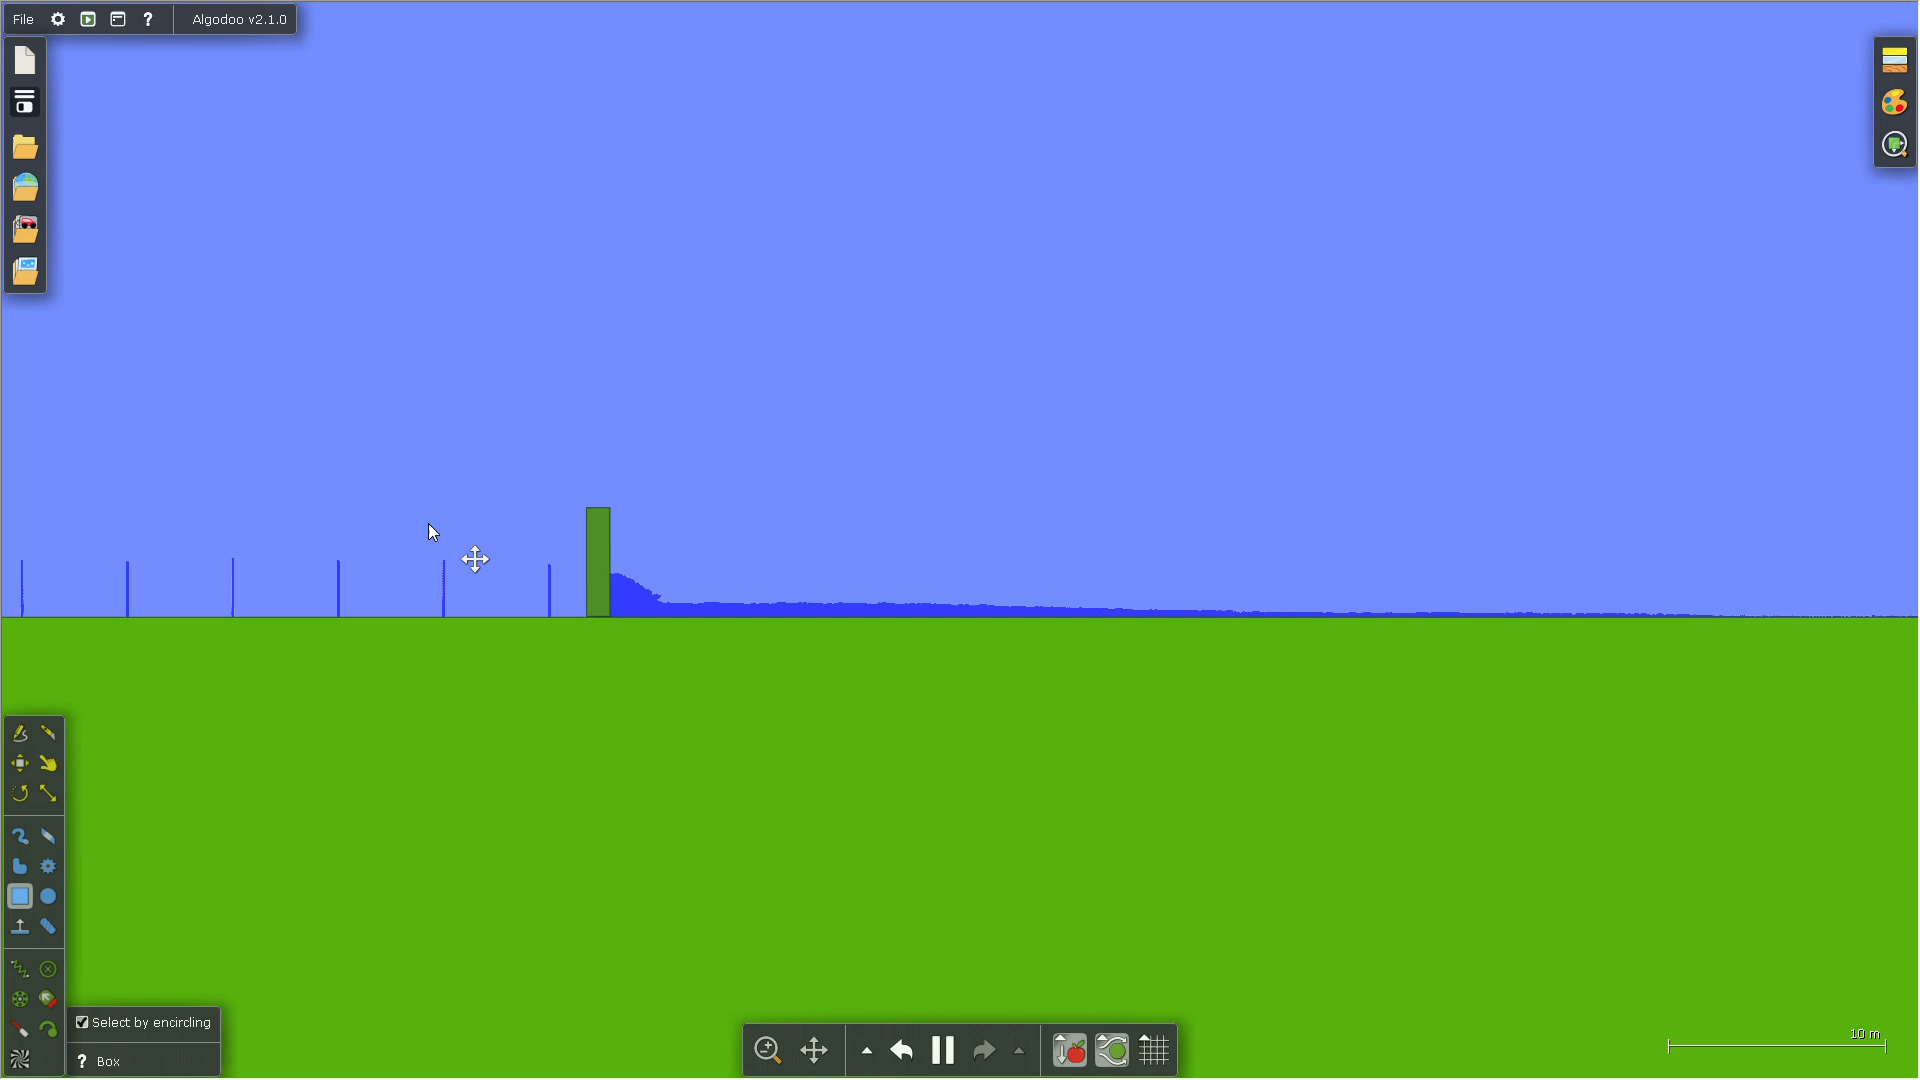 File ? Algodoo v2.1.0
Select by encircling
? Box
10 m